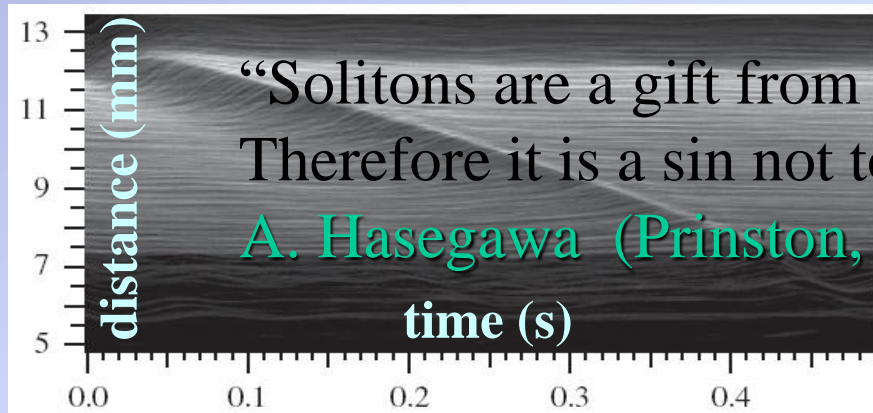 13
11
9
7
5
distance (mm)
“Solitons are a gift from
Therefore it is a sin not
A. Hasegawa (Prinston,
time (s)
0.0 0.1 0.2 0.3 0.4